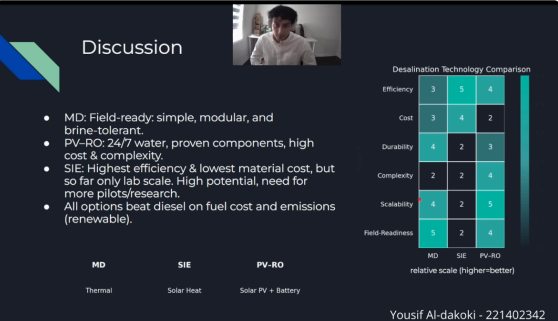 Discussion
● MD: Field-ready: simple, modular, and
brine-tolerant.
● PV–RO: 24/7 water, proven components, high
cost & complexity.
● SIE: Highest efficiency & lowest material cost, but
so far only lab scale. High potential, need for
more pilots/research.
● All options beat diesel on fuel cost and emissions
(renewable).
MD SIE PV–RO
Thermal Solar Heat Solar PV + Battery
Desalination Technology Comparison
Efficiency 3 5 4
Cost 3 4 2
Durability 4 2 3
Complexity 2 2 4
Scalability 4 2 5
Field-Readiness 5 2 4
MD SIE PV–RO
relative scale (higher=better)
Yousif Al-dakoki - 221402342